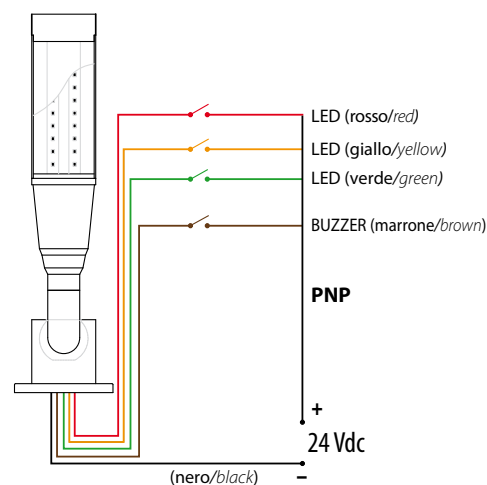 LED (rosso/red)
LED (giallo/yellow)
LED (verde/green)
BUZZER (marrone/brown)
PNP
+
24 Vdc
–
(nero/black)